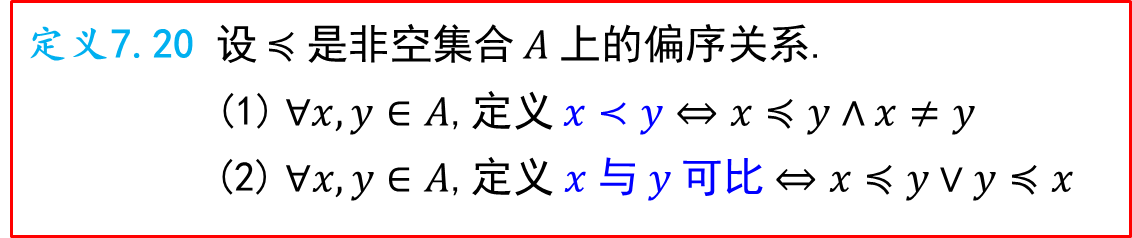 定义7.20 设 ≼ 是非空集合 A 上的偏序关系.
(1) ∀x, y ∈ A, 定义 x ≺ y ⇔ x ≼ y ∧ x ≠ y
(2) ∀x, y ∈ A, 定义 x 与 y 可比 ⇔ x ≼ y ∨ y ≼ x